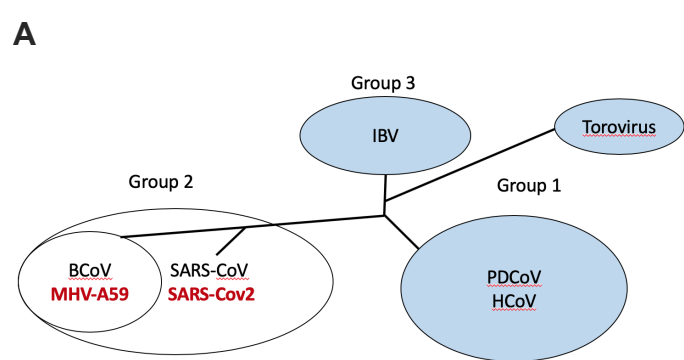 A
Group 3
IBV
Torovirus
Group 2
Group 1
BCoV
MHV-A59
SARS-CoV
SARS-Cov2
PDCoV
HCoV